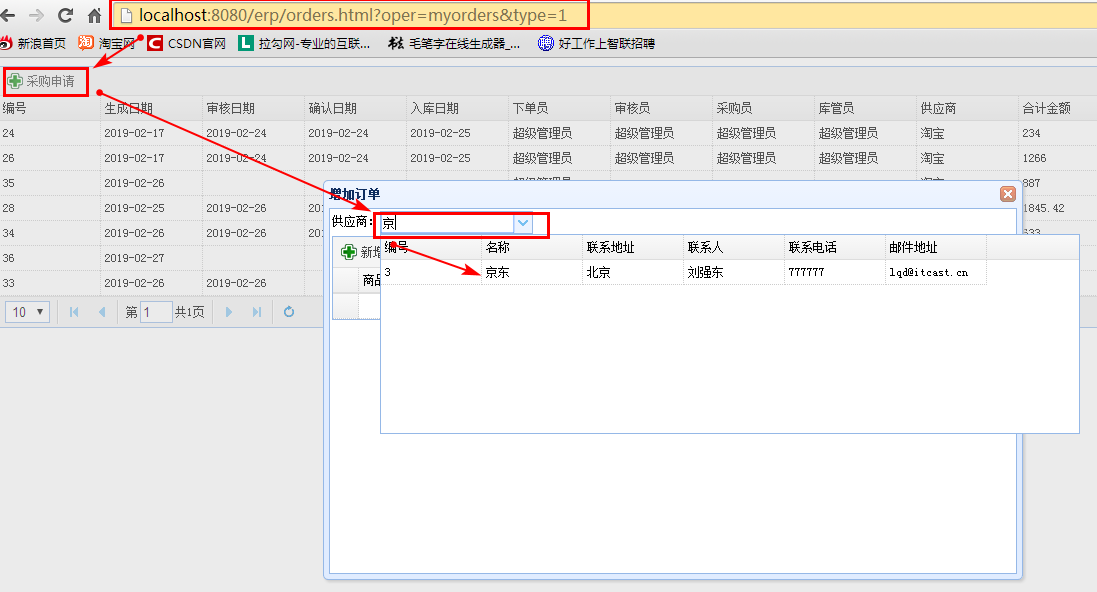 localhost:8080/erp/orders.html?oper=myorders&type=1
新浪首页 淘 淘宝网 C CSDN官网 L 拉勾网-专业的互联... 毛笔字在线生成器_... 好工作上智联招聘
采购申请
编号 生成日期 审核日期 确认日期 入库日期 下单员 审核员 采购员 库管员 供应商 合计金额
24 2019-02-17 2019-02-24 2019-02-24 2019-02-25 超级管理员 超级管理员 超级管理员 超级管理员 淘宝 234
26 2019-02-17 2019-02-24 2019-02-24 2019-02-25 超级管理员 超级管理员 超级管理员 超级管理员 淘宝 1266
35 2019-02-26 887
28 2019-02-25 2019-02-26 201 1845.42
34 2019-02-26 2019-02-26 201 633
36 2019-02-27
33 2019-02-26 2019-02-26
10 第 1 共1页
增加订单
供应商: 京
新增
商品
编号 名称 联系地址 联系人 联系电话 邮件地址
3 京东 北京 刘强东 777777 lqd@itcast.cn